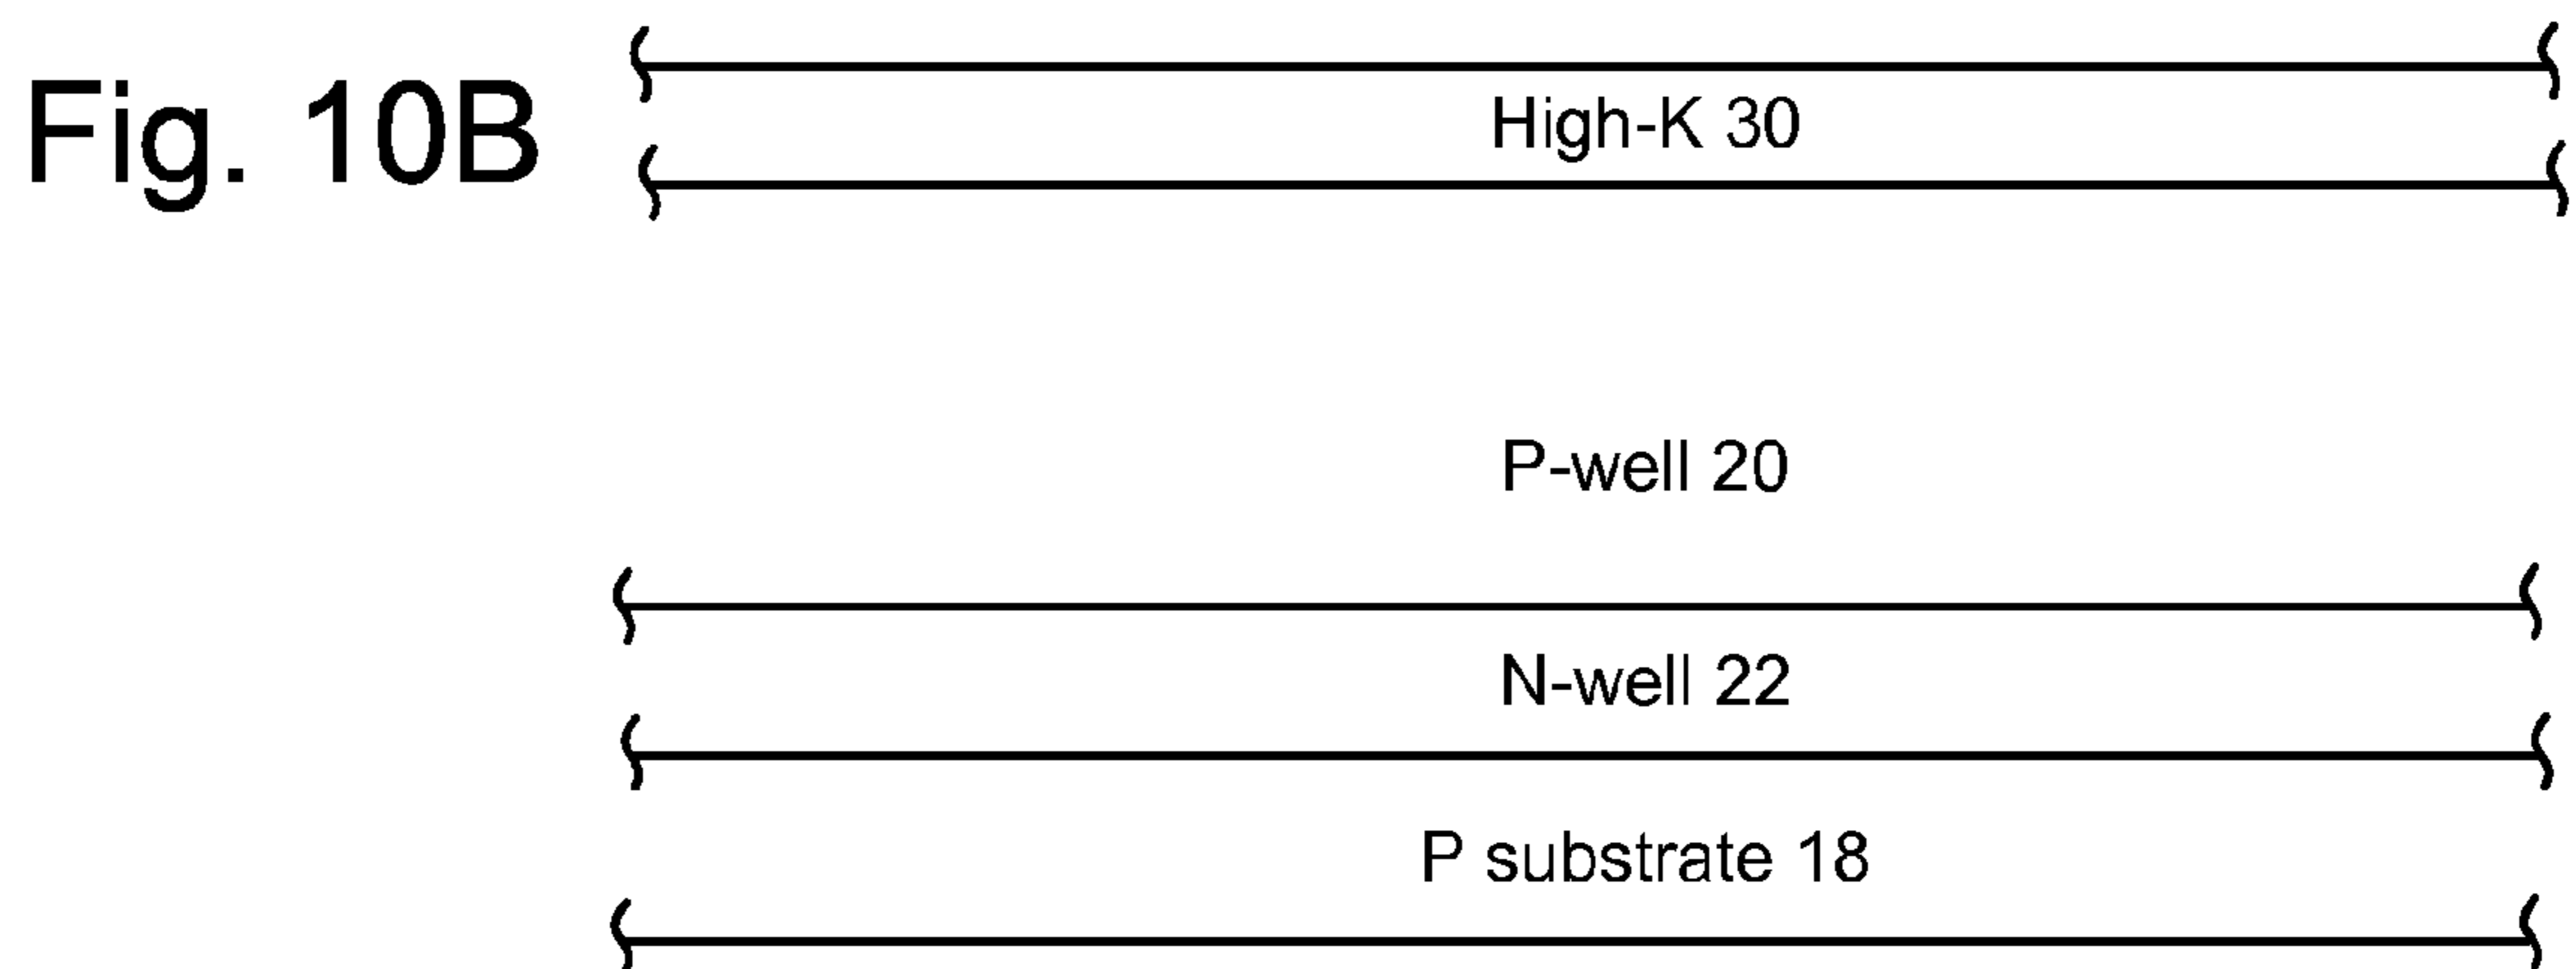 Fig. 10B
High-K 30
P-well 20
N-well 22
P substrate 18